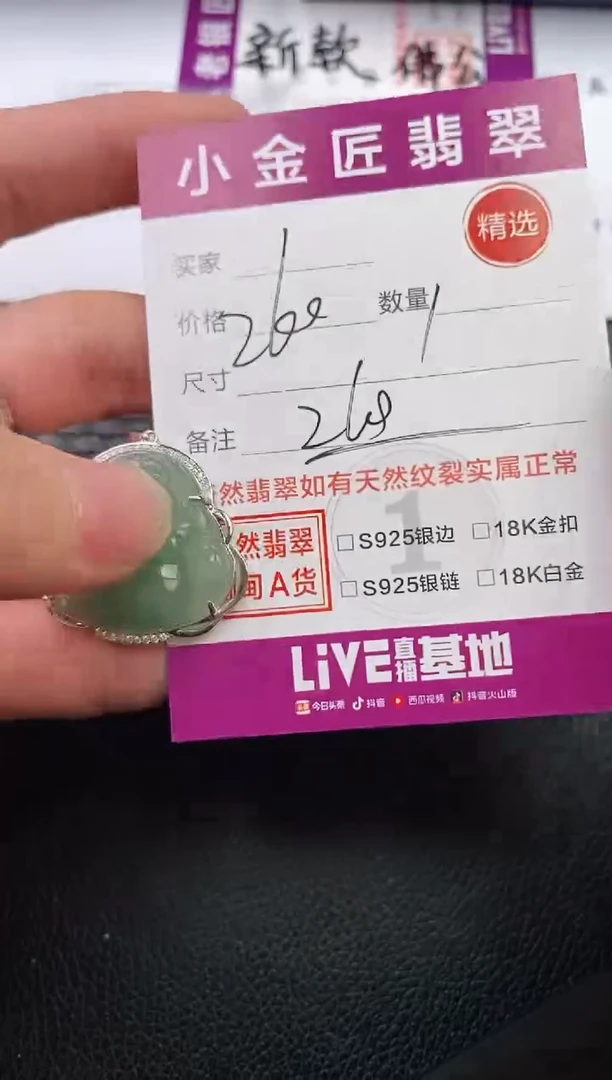 新款 佛公
小金匠翡翠
精选
买家
价格 2600 数量 1
尺寸
备注
然翡翠如有天然纹裂实属正常
然翡翠
甸A货
1
□S925银边 □18K金扣
□S925银链 □18K白金
LiVE直播基地
今日头条 抖音 西瓜视频 抖音火山版